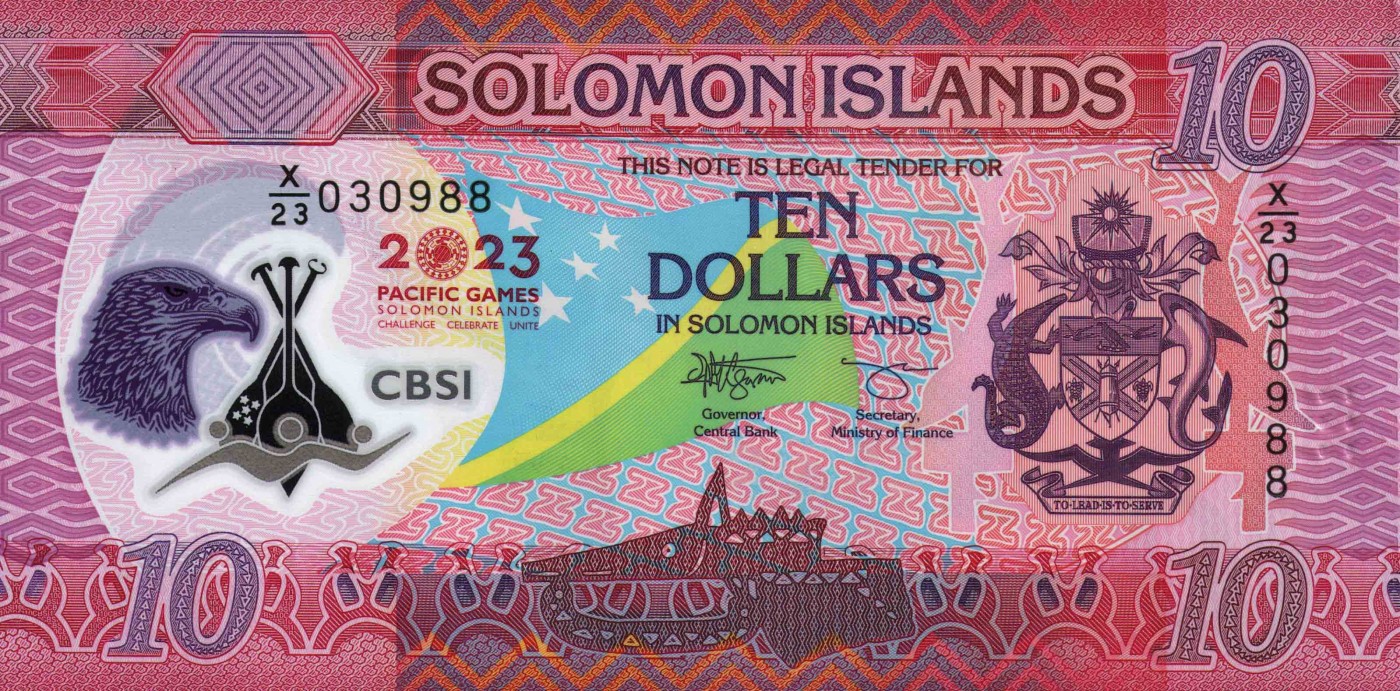 SOLOMON ISLANDS
10
THIS NOTE IS LEGAL TENDER FOR
TEN
DOLLARS
IN SOLOMON ISLANDS
X
23
030988
2023
PACIFIC GAMES
SOLOMON ISLANDS
CHALLENGE CELEBRATE UNITE
CBSI
Governor,
Central Bank
Secretary,
Ministry of Finance
X
23
030988
TO·LEAD·IS·TO·SERVE
10
10